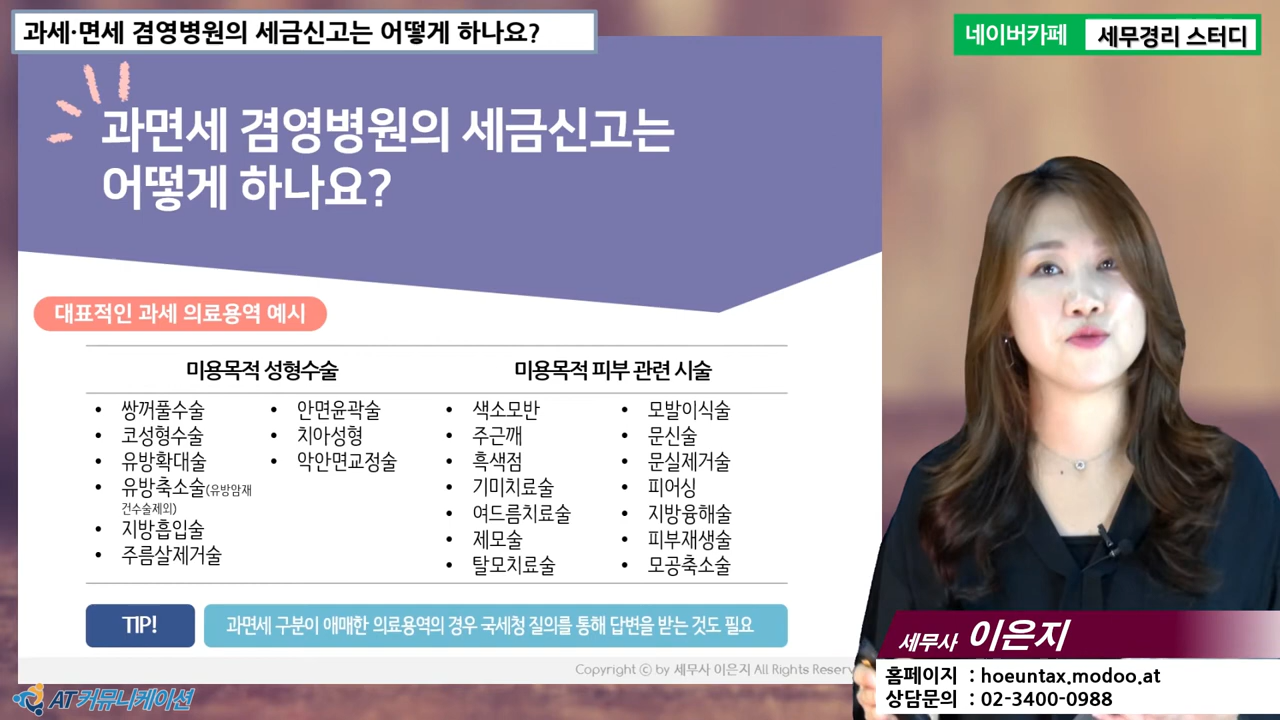 과세·면세 겸영병원의 세금신고는 어떻게 하나요?
네이버카페 세무경리 스터디
과면세 겸영병원의 세금신고는
어떻게 하나요?
대표적인 과세 의료용역 예시
미용목적 성형수술
• 쌍꺼풀수술
• 코성형수술
• 유방확대술
• 유방축소술(유방암재
건수술제외)
• 지방흡입술
• 주름살제거술
• 안면윤곽술
• 치아성형
• 악안면교정술
미용목적 피부 관련 시술
• 색소모반
• 주근깨
• 흑색점
• 기미치료술
• 여드름치료술
• 제모술
• 탈모치료술
• 모발이식술
• 문신술
• 문실제거술
• 피어싱
• 지방융해술
• 피부재생술
• 모공축소술
TIP! 과면세 구분이 애매한 의료용역의 경우 국세청 질의를 통해 답변을 받는 것도 필요
Copyright ⓒ by 세무사 이은지 All Rights Reserv
세무사 이은지
홈페이지 : hoeuntax.modoo.at
상담문의 : 02-3400-0988
AT커뮤니케이션